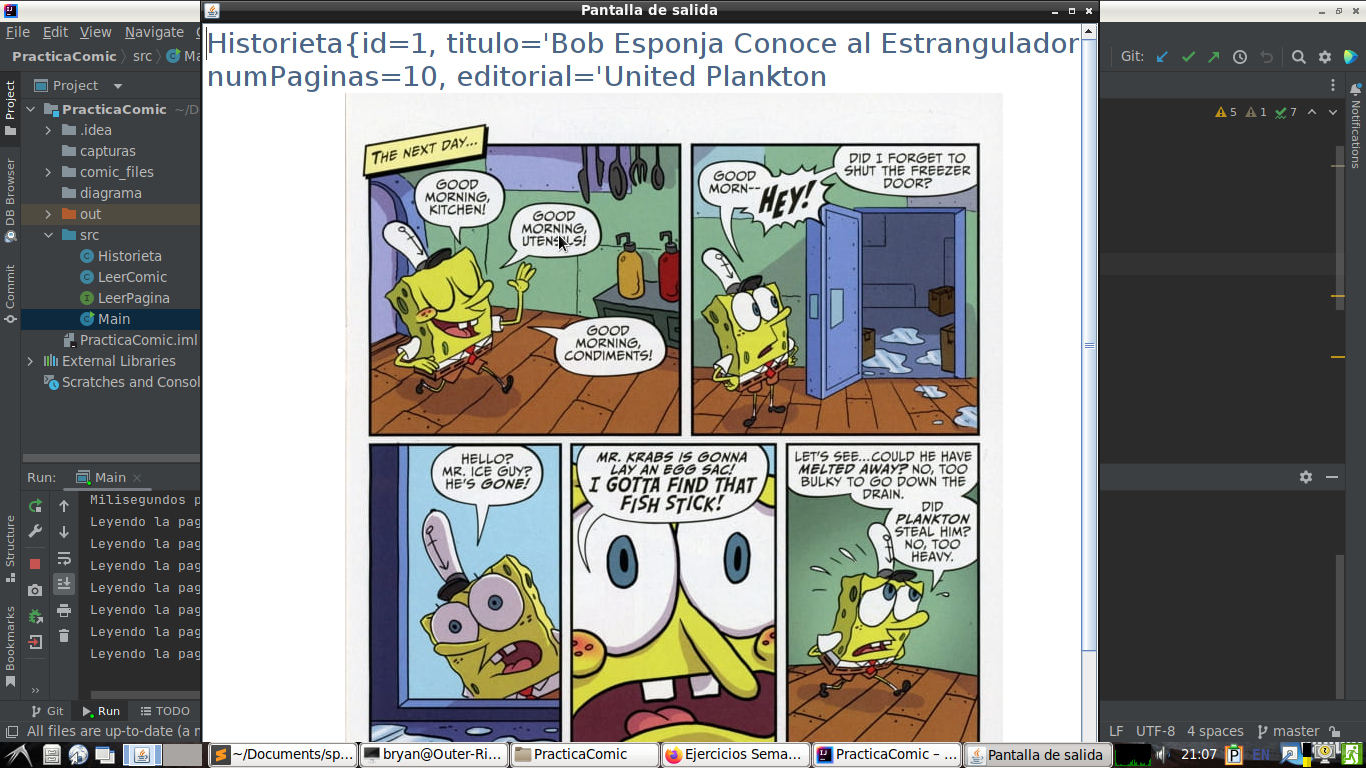 Pantalla de salida
File Edit View Navigate
PracticaComic src Ma
Git:
Project
PracticaComic ~/D
.idea
capturas
comic_files
diagrama
out
src
Historieta
LeerComic
LeerPagina
Main
PracticaComic.iml
External Libraries
Scratches and Consol
Project
DB Browser
Commit
Structure
Bookmarks
Notifications
5 1 7
Historieta{id=1, titulo='Bob Esponja Conoce al Estrangulador
numPaginas=10, editorial='United Plankton
THE NEXT DAY...
GOOD
MORNING,
KITCHEN!
GOOD
MORNING,
UTENSILS!
GOOD
MORNING,
CONDIMENTS!
GOOD
MORN--
HEY!
DID I FORGET TO
SHUT THE FREEZER
DOOR?
HELLO?
MR. ICE GUY?
HE'S GONE!
MR. KRABS IS GONNA
LAY AN EGG SAC!
I GOTTA FIND THAT
FISH STICK!
LET'S SEE...COULD HE HAVE
MELTED AWAY? NO, TOO
BULKY TO GO DOWN THE
DRAIN.
DID
PLANKTON
STEAL HIM?
NO, TOO
HEAVY.
Run: Main
Milisegundos p
Leyendo la pag
Leyendo la pag
Leyendo la pag
Leyendo la pag
Leyendo la pag
Leyendo la pag
Leyendo la pag
Git Run TODO
All files are up-to-date (a m
LF UTF-8 4 spaces master
~/Documents/sp...
bryan@Outer-Ri...
PracticaComic
Ejercicios Sema...
PracticaComic – ...
Pantalla de salida
21:07
EN